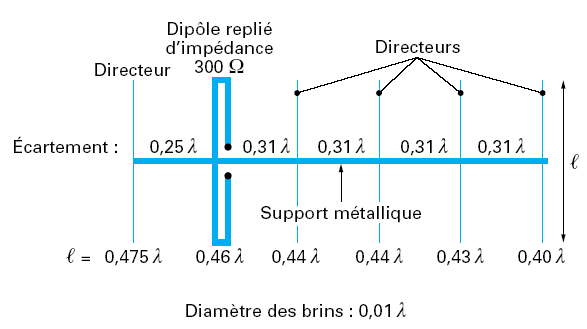 Dipôle replié
d'impédance
300 Ω
Directeurs
Directeur
Écartement : 0,25 λ 0,31 λ 0,31 λ 0,31 λ 0,31 λ
ℓ
Support métallique
ℓ = 0,475 λ 0,46 λ 0,44 λ 0,44 λ 0,43 λ 0,40 λ
Diamètre des brins : 0,01 λ